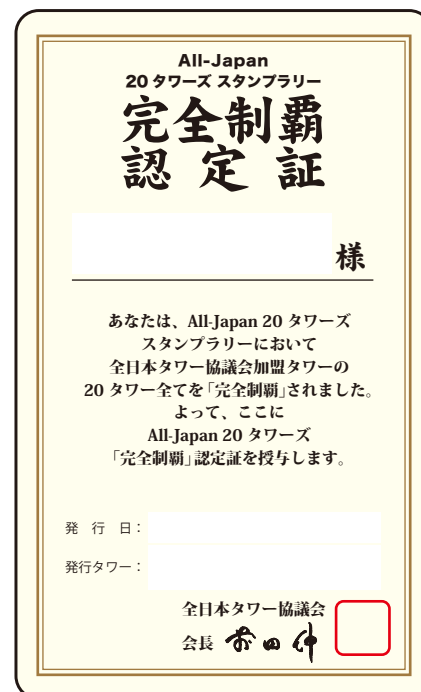 All-Japan
20 タワーズ スタンプラリー
完全制覇
認定証
様
あなたは、All-Japan 20 タワーズ
スタンプラリーにおいて
全日本タワー協議会加盟タワーの
20 タワー全てを「完全制覇」されました。
よって、ここに
All-Japan 20 タワーズ
「完全制覇」認定証を授与します。
発 行 日：
発行タワー：
全日本タワー協議会
会長 前田伸